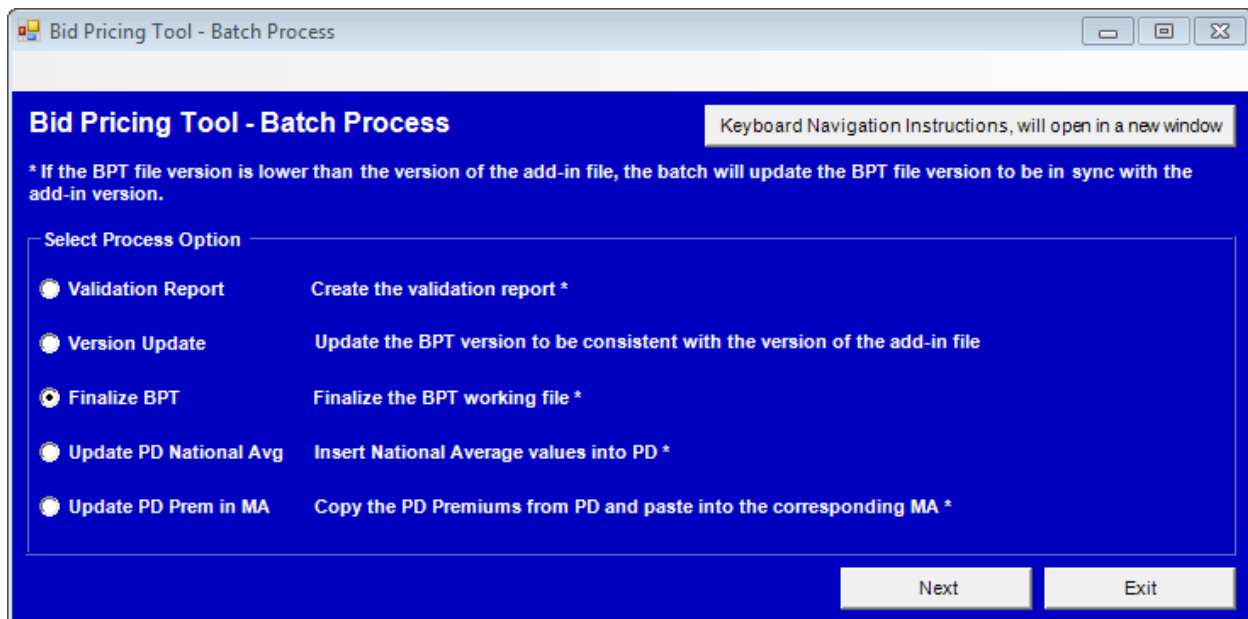 Bid Pricing Tool - Batch Process
Bid Pricing Tool - Batch Process
Keyboard Navigation Instructions, will open in a new window
* If the BPT file version is lower than the version of the add-in file, the batch will update the BPT file version to be in sync with the
add-in version.
Select Process Option
Validation Report Create the validation report *
Version Update Update the BPT version to be consistent with the version of the add-in file
Finalize BPT Finalize the BPT working file *
Update PD National Avg Insert National Average values into PD *
Update PD Prem in MA Copy the PD Premiums from PD and paste into the corresponding MA *
Next Exit